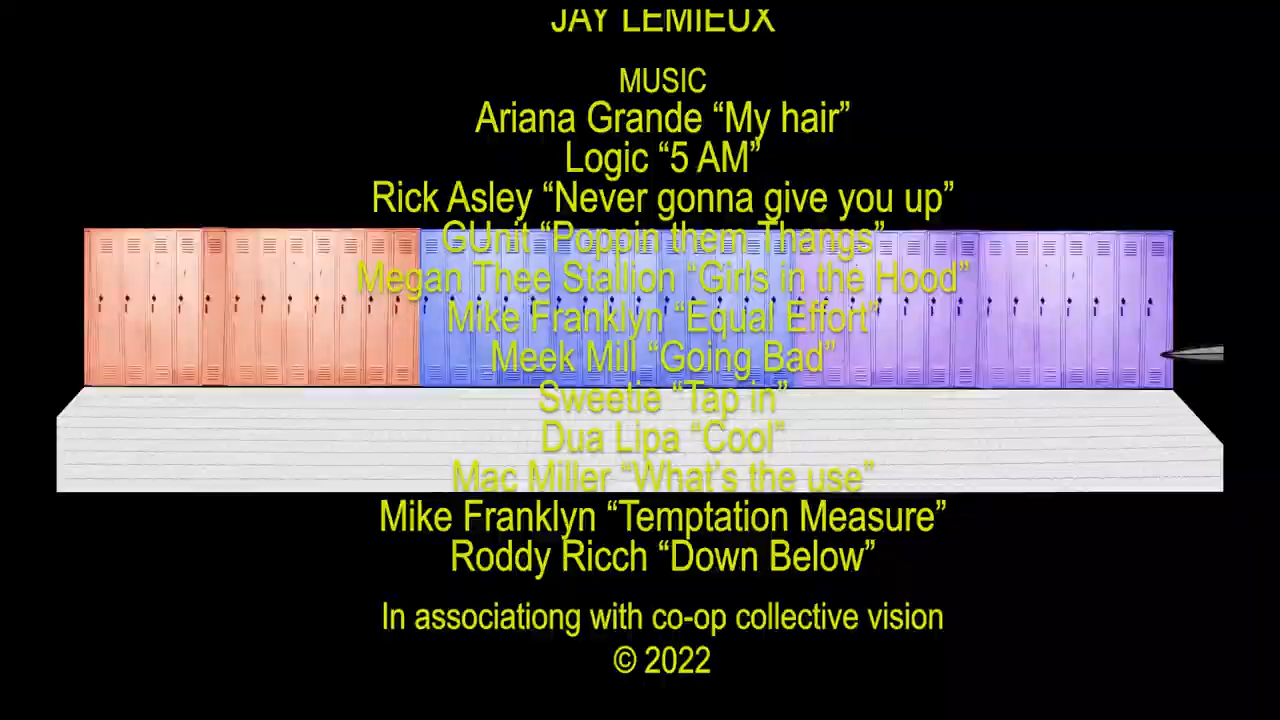 JAY LEMIEUX
MUSIC
Ariana Grande “My hair”
Logic “5 AM”
Rick Asley “Never gonna give you up”
GUnit “Poppin them Thangs”
Megan Thee Stallion “Girls in the Hood”
Mike Franklyn “Equal Effort”
Meek Mill “Going Bad”
Sweetie “Tap in”
Dua Lipa “Cool”
Mac Miller “What’s the use”
Mike Franklyn “Temptation Measure”
Roddy Ricch “Down Below”
In associationg with co-op collective vision
© 2022